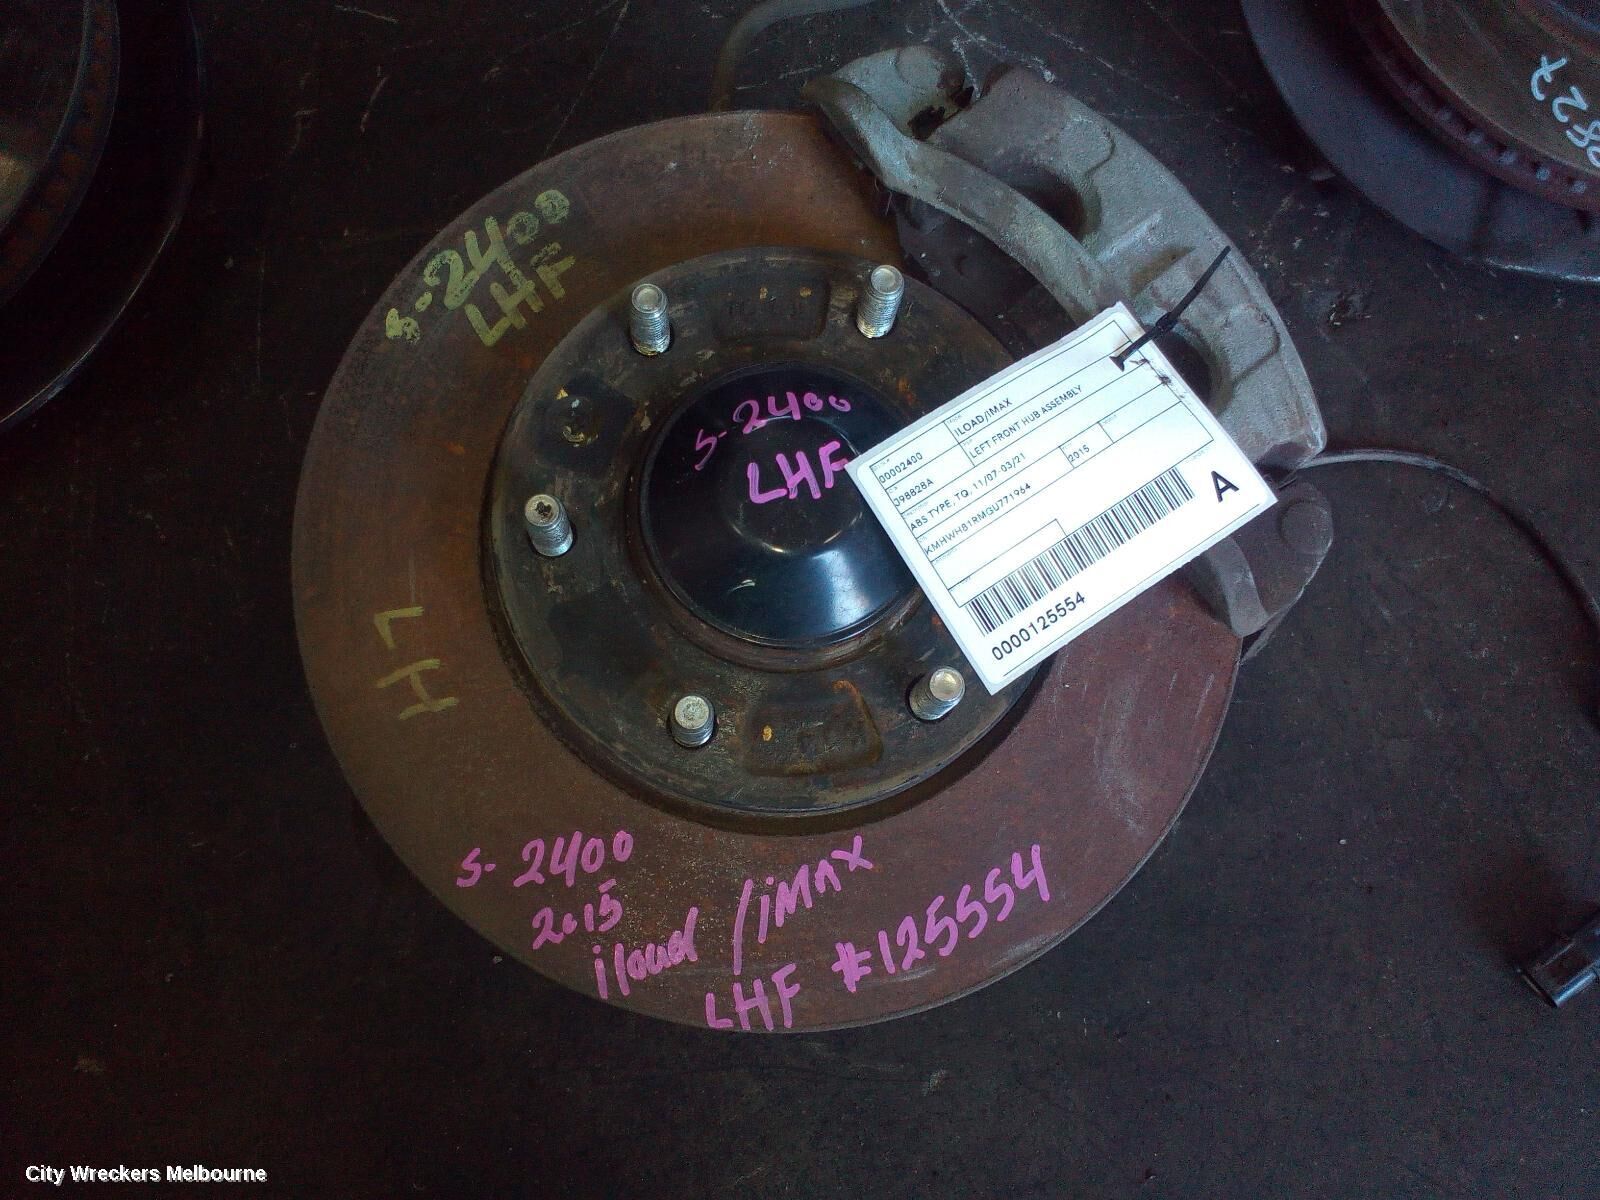 S-2400
LHF
S-2400
LHF
00002400
ILOAD/IMAX
J98828A
LEFT FRONT HUB ASSEMBLY
ABS TYPE, TQ, 11/07-03/21
2015
KMHWH81RMGU771964
A
0000125554
LH
S-2400
2015
iload/iMAX
LHF #125554
City Wreckers Melbourne